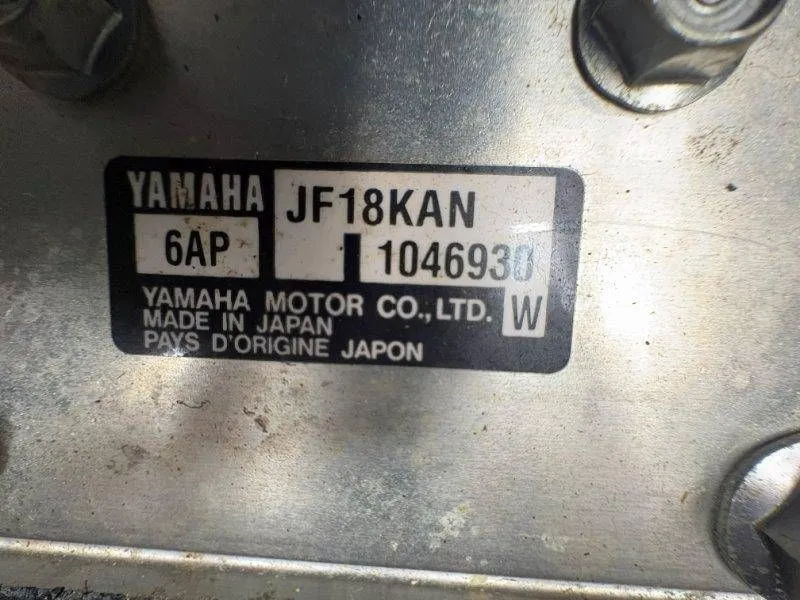 YAMAHA JF18KAN
6AP 1046930
YAMAHA MOTOR CO.,LTD. W
MADE IN JAPAN
PAYS D'ORIGINE JAPON